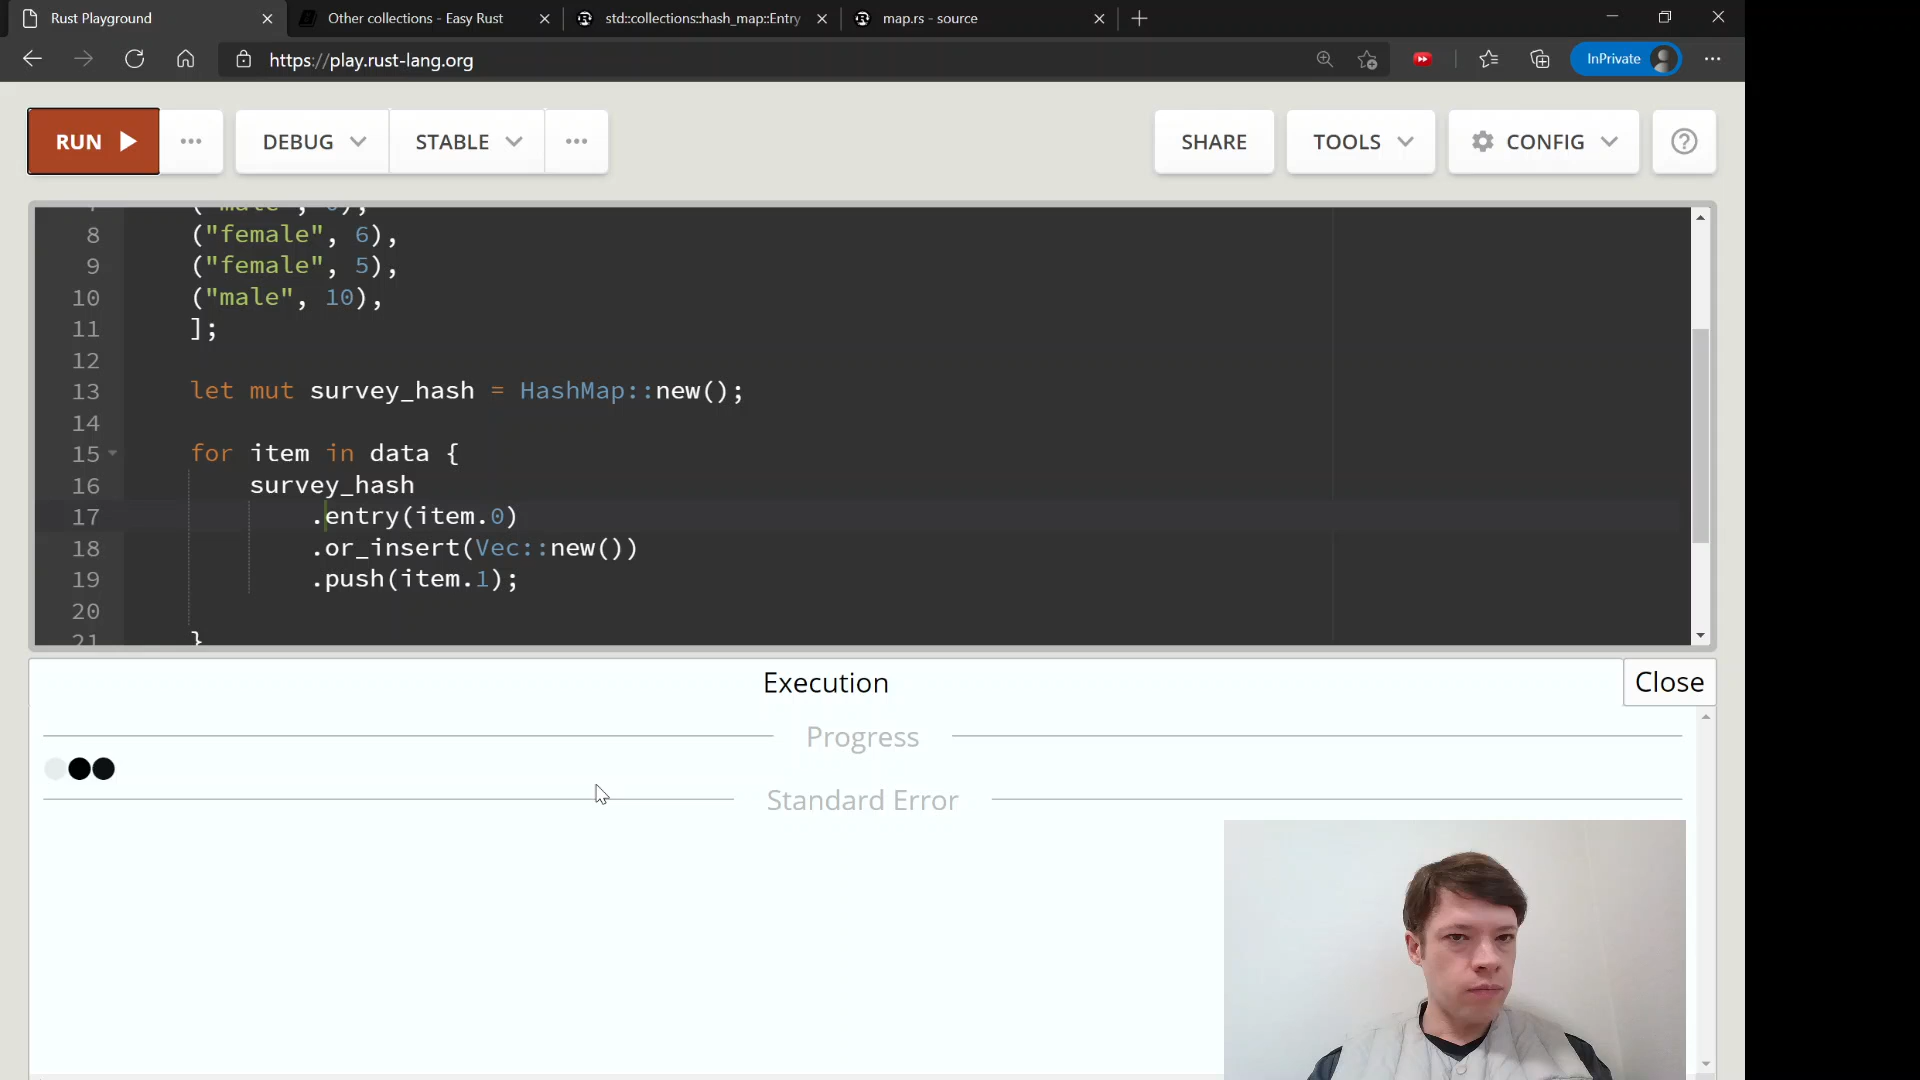 Rust Playground
Other collections - Easy Rust
std::collections::hash_map::Entry
map.rs - source
https://play.rust-lang.org
InPrivate
RUN
DEBUG
STABLE
SHARE
TOOLS
CONFIG
8 ("female", 6),
9 ("female", 5),
10 ("male", 10),
11 ];
12
13 let mut survey_hash = HashMap::new();
14
15 for item in data {
16 survey_hash
17 .entry(item.0)
18 .or_insert(Vec::new())
19 .push(item.1);
20
21 }
Execution
Close
Progress
Standard Error